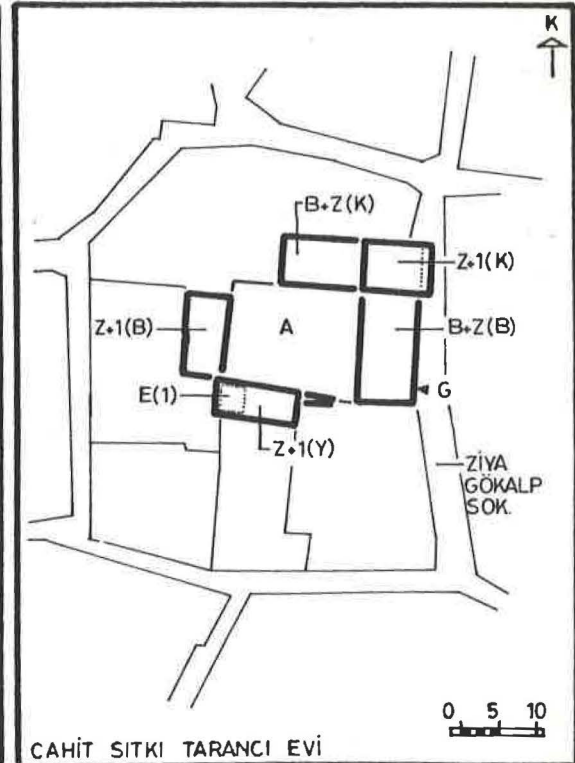 K
B+Z(K)
Z+1(K)
Z+1(B)
A
B+Z(B)
E(1)
G
Z+1(Y)
ZİYA
GÖKALP
SOK.
0 5 10
CAHİT SITKI TARANCI EVİ